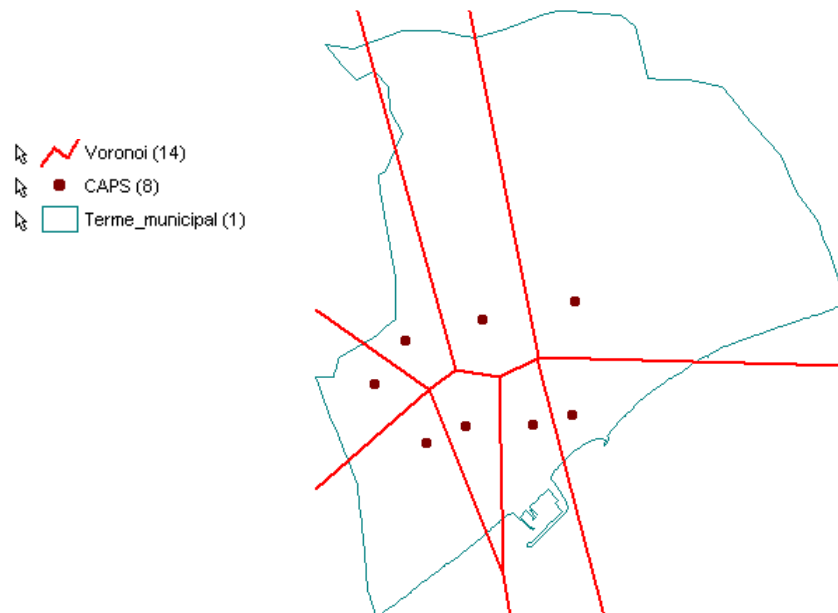 Voronoi (14)
CAPS (8)
Terme_municipal (1)